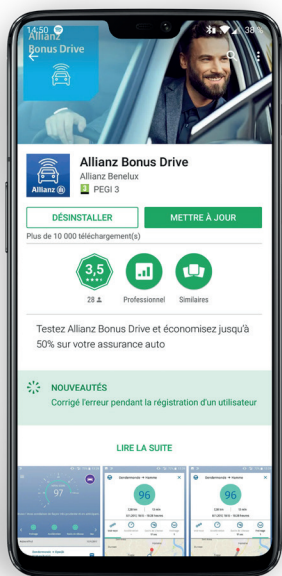 14:50
38%
Allianz
Bonus Drive
Allianz Bonus Drive
Allianz Benelux
PEGI 3
Allianz
DÉSINSTALLER
METTRE À JOUR
Plus de 10 000 téléchargement(s)
3,5
28
Professionnel
Similaires
Testez Allianz Bonus Drive et économisez jusqu'à
50% sur votre assurance auto
NOUVEAUTÉS
Corrigé l'erreur pendant la régistration d'un utilisateur
LIRE LA SUITE
97
96
96